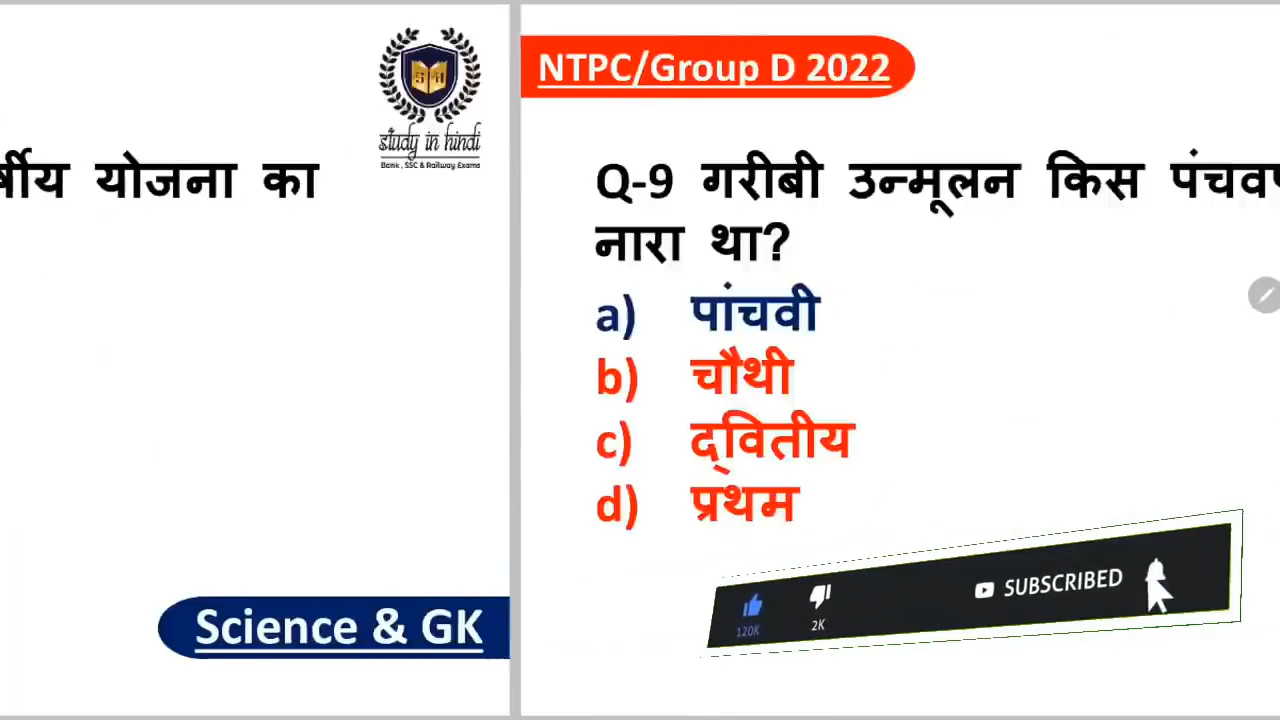 र्षीय योजना का
study in hindi
Bank , SSC & Railway Exams
Science & GK
NTPC/Group D 2022
Q-9 गरीबी उन्मूलन किस
नारा था?
a) पांचवी
b) चौथी
c) द्वितीय
d) प्रथम
120K
2K
SUBSCRIBED